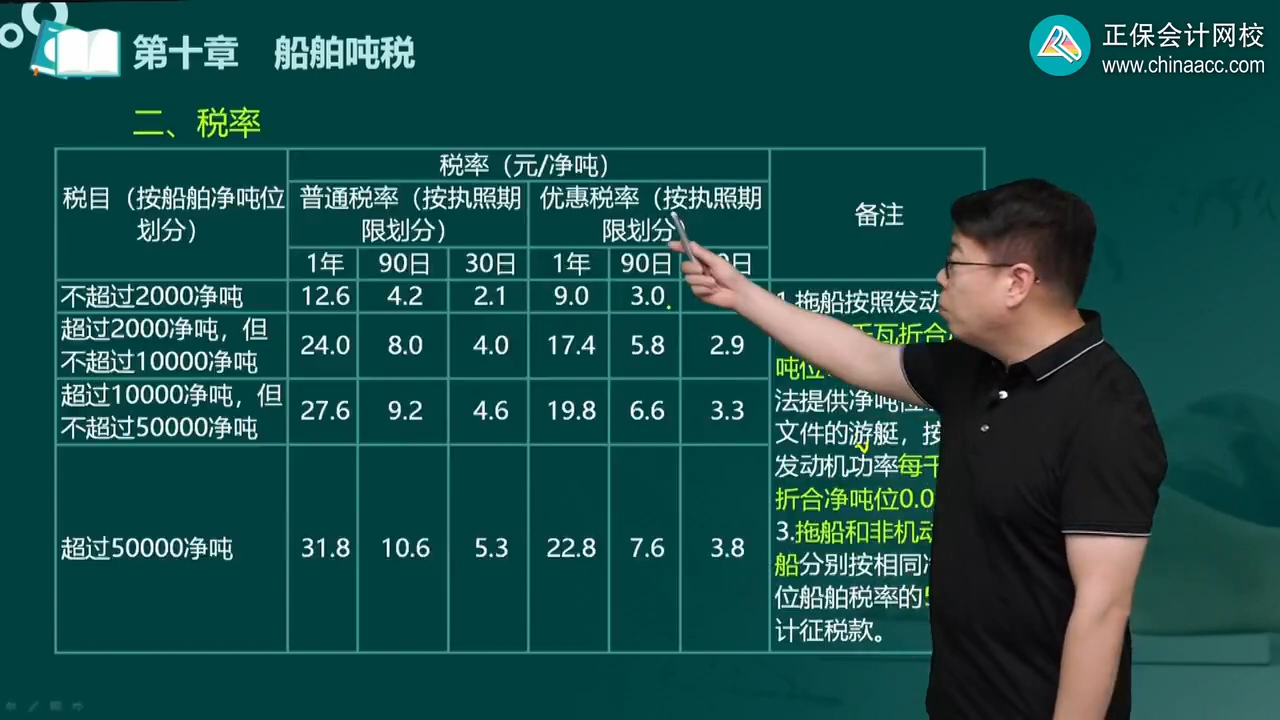 第十章 船舶吨税
正保会计网校
www.chinaacc.com
二、税率
税目（按船舶净吨位
划分）
税率（元/净吨）
备注
普通税率（按执照期
限划分）
优惠税率（按执照期
限划分
1年 90日 30日 1年 90日 日
不超过2000净吨 12.6 4.2 2.1 9.0 3.0
超过2000净吨，但
不超过10000净吨 24.0 8.0 4.0 17.4 5.8 2.9
超过10000净吨，但
不超过50000净吨 27.6 9.2 4.6 19.8 6.6 3.3
超过50000净吨 31.8 10.6 5.3 22.8 7.6 3.8
1.拖船按照发动
千瓦折合
吨位
法提供净吨位
文件的游艇，按
发动机功率每千
折合净吨位0.0
3.拖船和非机动
船分别按相同
位船舶税率的
计征税款。